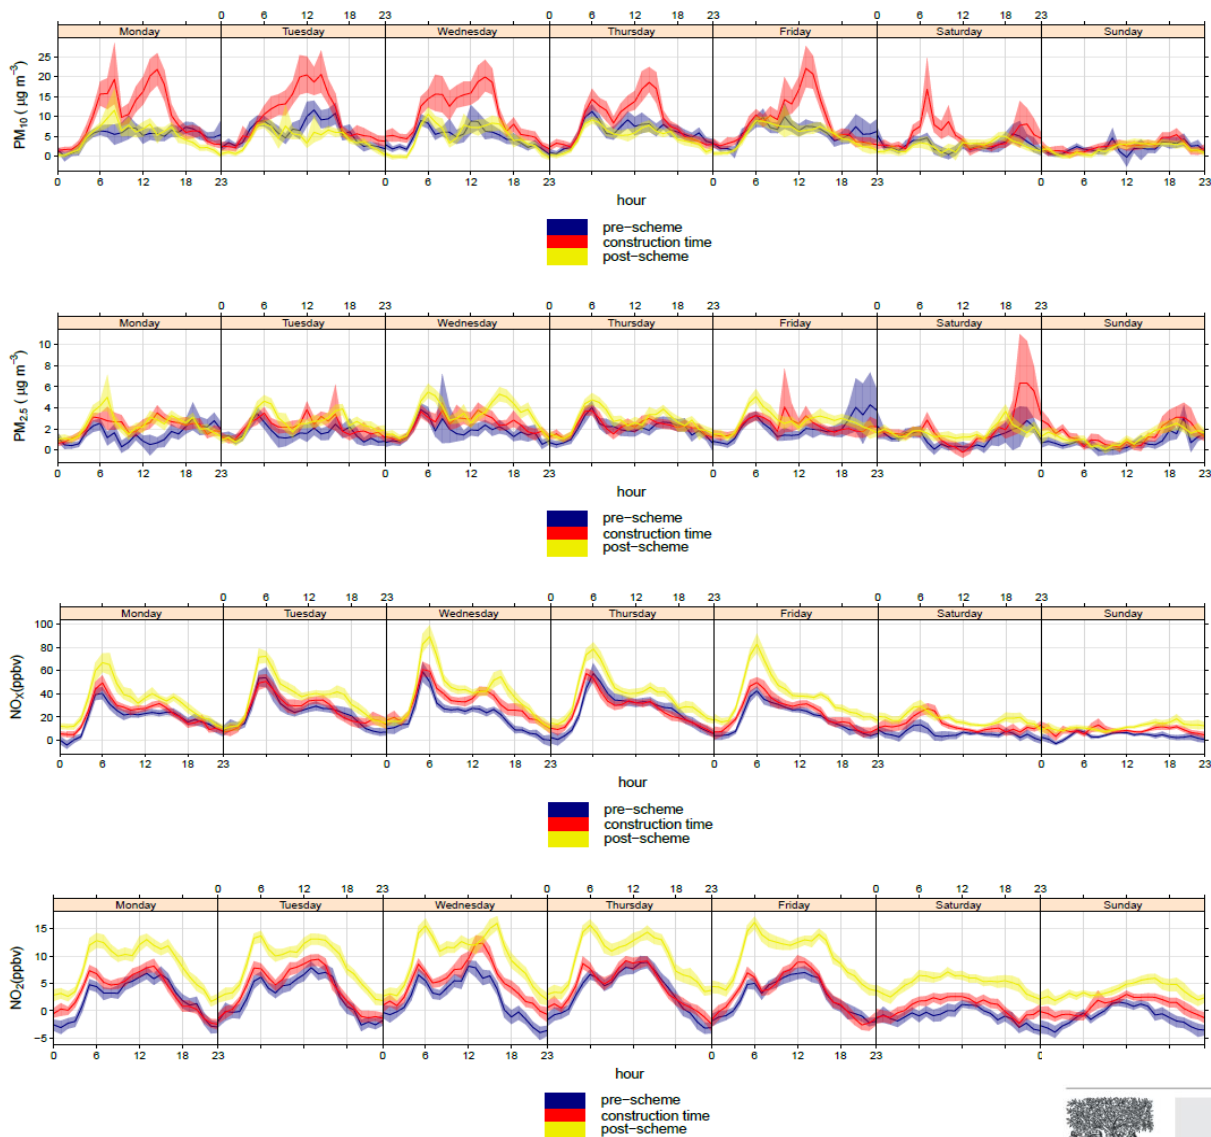 0 6 12 18 23 0 6 12 18 23
Monday Tuesday Wednesday Thursday Friday Saturday Sunday
PM10 ( µg m−3)
25
20
15
10
5
0
0 6 12 18 23 0 6 12 18 23 0 6 12 18 23
hour
pre−scheme
construction time
post−scheme
0 6 12 18 23 0 6 12 18 23 0 6 12 18 23
Monday Tuesday Wednesday Thursday Friday Saturday Sunday
PM2.5 ( µg m−3)
10
8
6
4
2
0
0 6 12 18 23 0 6 12 18 23 0 6 12 18 23 0 6 12 18 23
hour
pre−scheme
construction time
post−scheme
0 6 12 18 23 0 6 12 18 23 0 6 12 18 23
Monday Tuesday Wednesday Thursday Friday Saturday Sunday
NOX(ppbv)
100
80
60
40
20
0
0 6 12 18 23 0 6 12 18 23 0 6 12 18 23 0 6 12 18 23
hour
pre−scheme
construction time
post−scheme
0 6 12 18 23 0 6 12 18 23 0 6 12 18 23
Monday Tuesday Wednesday Thursday Friday Saturday Sunday
NO2(ppbv)
15
10
5
0
−5
0 6 12 18 23 0 6 12 18 23 0 6 12 18 23 0
hour
pre−scheme
construction time
post−scheme